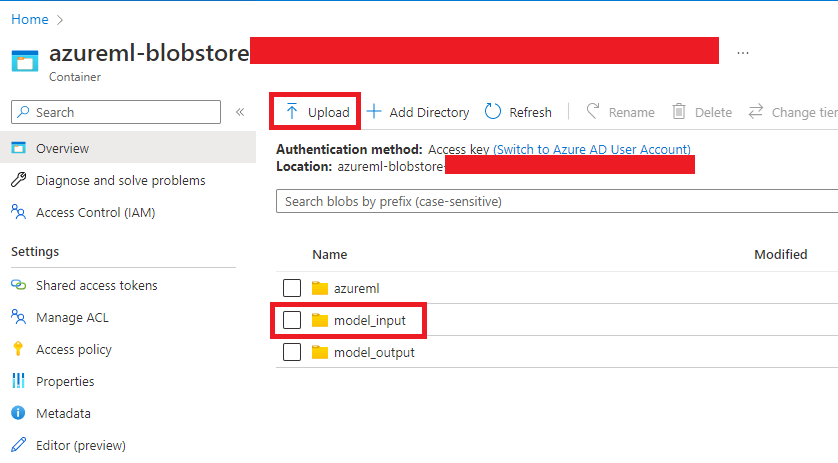 Home >
azureml-blobstore ...
Container
Search «
Overview
Diagnose and solve problems
Access Control (IAM)
Settings
Shared access tokens
Manage ACL
Access policy
Properties
Metadata
Editor (preview)
Upload + Add Directory Refresh Rename Delete Change tier
Authentication method: Access key (Switch to Azure AD User Account)
Location: azureml-blobstore-
Search blobs by prefix (case-sensitive)
Name Modified
azureml
model_input
model_output